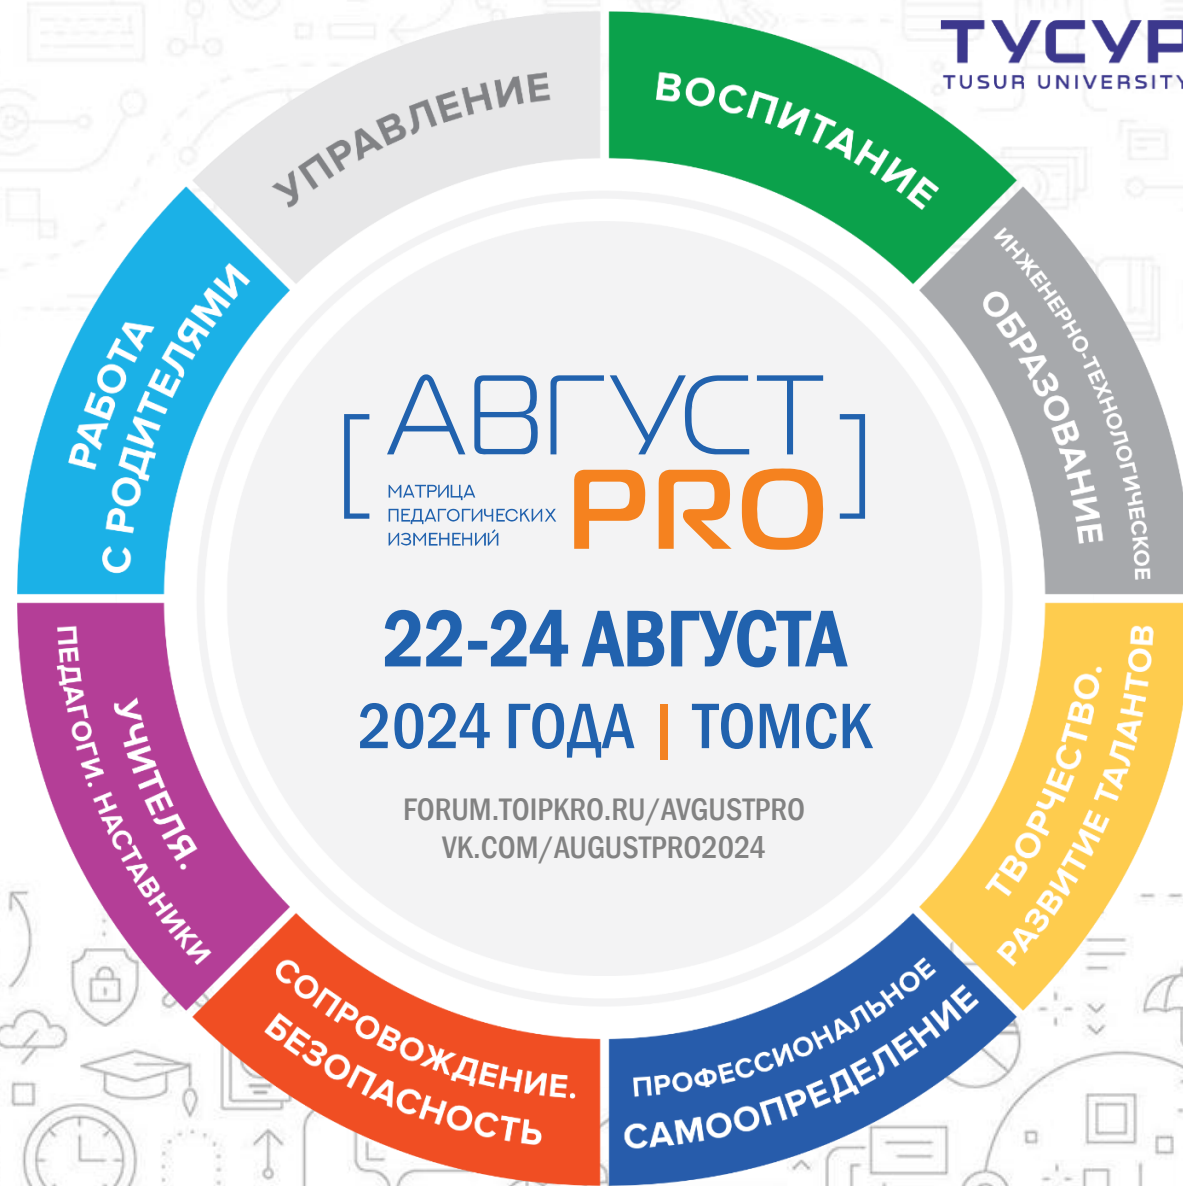 ТУСУР
TUSUR UNIVERSITY
УПРАВЛЕНИЕ
ВОСПИТАНИЕ
ИНЖЕНЕРНО-ТЕХНОЛОГИЧЕСКОЕ
ОБРАЗОВАНИЕ
ТВОРЧЕСТВО.
РАЗВИТИЕ ТАЛАНТОВ
ПРОФЕССИОНАЛЬНОЕ
САМООПРЕДЕЛЕНИЕ
СОПРОВОЖДЕНИЕ.
БЕЗОПАСНОСТЬ
УЧИТЕЛЯ.
ПЕДАГОГИ. НАСТАВНИКИ
РАБОТА
С РОДИТЕЛЯМИ
[АВГУСТ
PRO]
МАТРИЦА
ПЕДАГОГИЧЕСКИХ
ИЗМЕНЕНИЙ
22-24 АВГУСТА
2024 ГОДА | ТОМСК
FORUM.TOIPKRO.RU/AVGUSTPRO
VK.COM/AUGUSTPRO2024